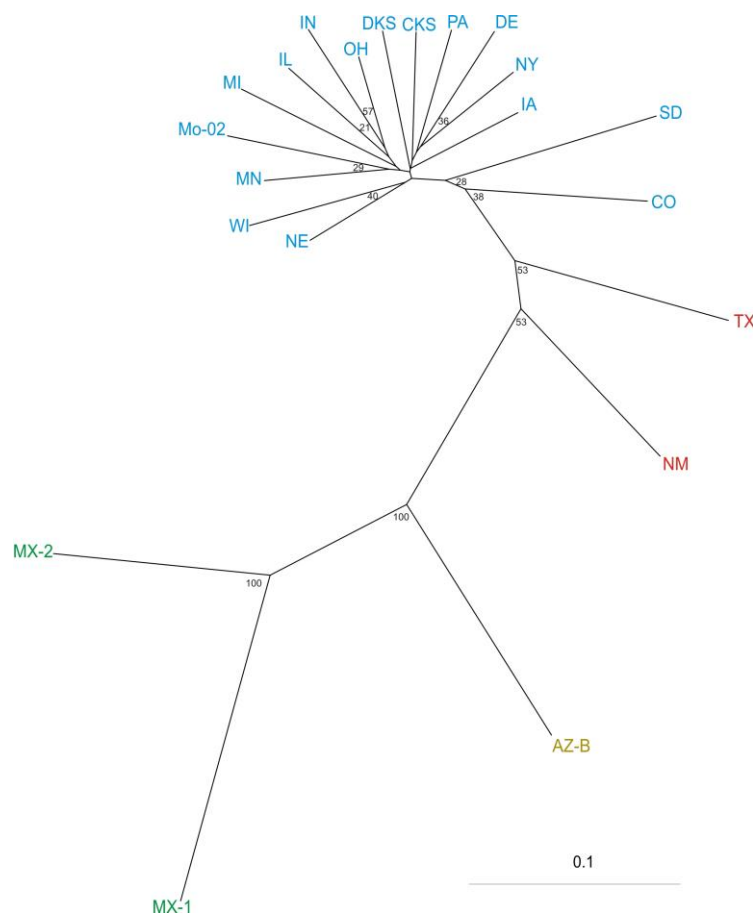 IN
DKS
CKS
PA
DE
OH
IL
NY
MI
57
IA
SD
Mo-02
21
36
29
MN
28
40
38
CO
WI
NE
53
TX
53
NM
100
MX-2
100
AZ-B
0.1
MX-1